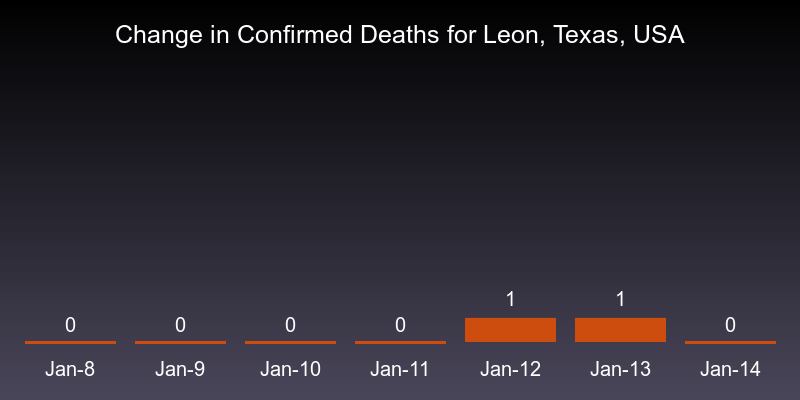 Change in Confirmed Deaths for Leon, Texas, USA
0 0 0 0 1 1 0
Jan-8 Jan-9 Jan-10 Jan-11 Jan-12 Jan-13 Jan-14